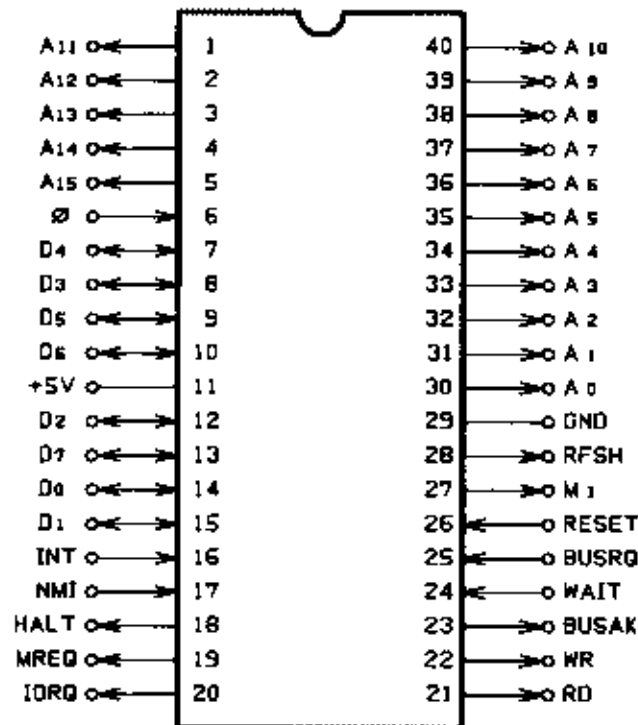 A11 1 40 A10
A12 2 39 A9
A13 3 38 A8
A14 4 37 A7
A15 5 36 A6
Ø 6 35 A5
D4 7 34 A4
D3 8 33 A3
D5 9 32 A2
D6 10 31 A1
+5V 11 30 A0
D2 12 29 GND
D7 13 28 RFSH
D0 14 27 M1
D1 15 26 RESET
INT 16 25 BUSRQ
NMI 17 24 WAIT
HALT 18 23 BUSAK
MREQ 19 22 WR
IORQ 20 21 RD